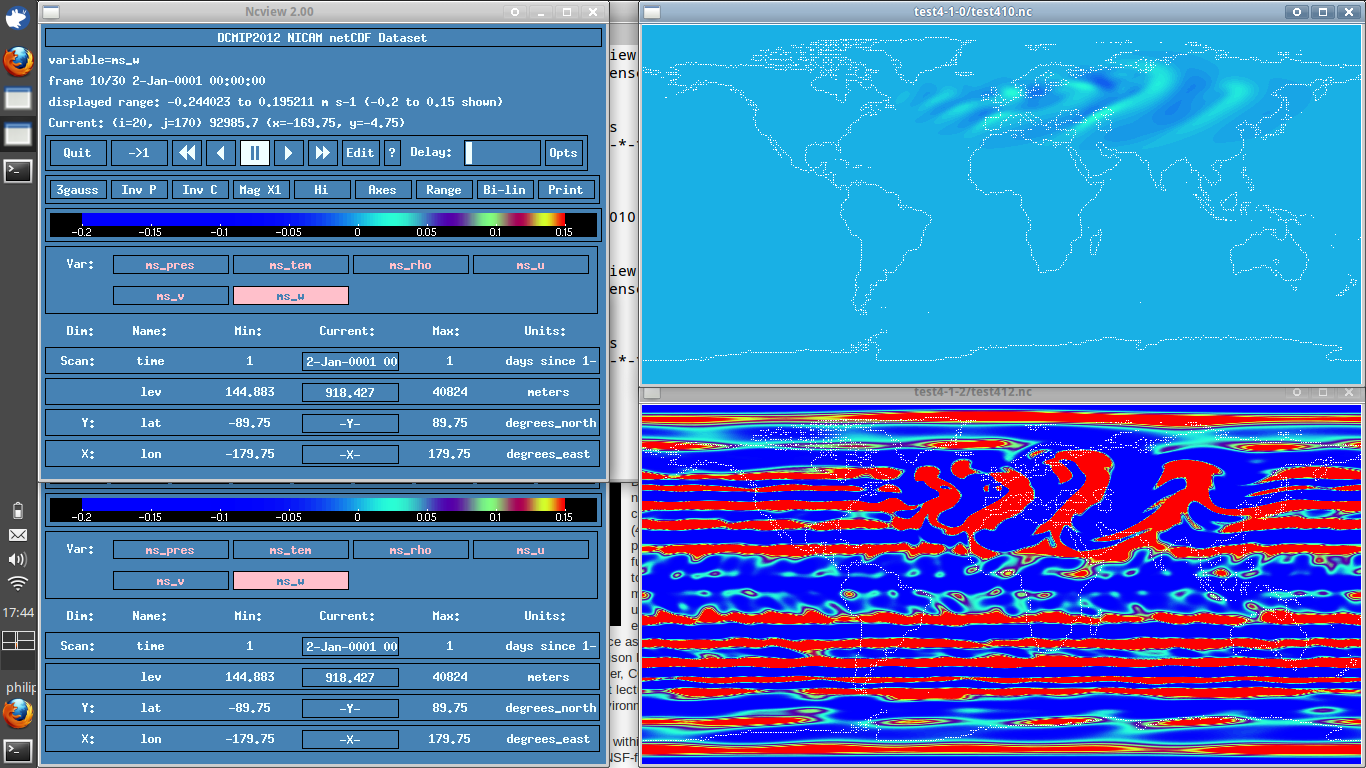 Ncview 2.00
DCMIP2012 NICAM netCDF Dataset
variable=ms_w
frame 10/30 2-Jan-0001 00:00:00
displayed range: -0.244023 to 0.195211 m s-1 (-0.2 to 0.15 shown)
Current: (i=20, j=170) 92985.7 (x=-169.75, y=-4.75)
Quit ->1 Edit ? Delay: Opts
3gauss Inv P Inv C Mag X1 Hi Axes Range Bi-lin Print
-0.2 -0.15 -0.1 -0.05 0 0.05 0.1 0.15
Var: ms_pres ms_tem ms_rho ms_u
ms_v ms_w
Dim: Name: Min: Current: Max: Units:
Scan: time 1 2-Jan-0001 00 1 days since 1-
lev 144.883 918.427 40824 meters
Y: lat -89.75 -Y- 89.75 degrees_north
X: lon -179.75 -X- 179.75 degrees_east
-0.2 -0.15 -0.1 -0.05 0 0.05 0.1 0.15
Var: ms_pres ms_tem ms_rho ms_u
ms_v ms_w
Dim: Name: Min: Current: Max: Units:
Scan: time 1 2-Jan-0001 00 1 days since 1-
lev 144.883 918.427 40824 meters
Y: lat -89.75 -Y- 89.75 degrees_north
X: lon -179.75 -X- 179.75 degrees_east
test4-1-0/test410.nc
test4-1-2/test412.nc
17:44
philip